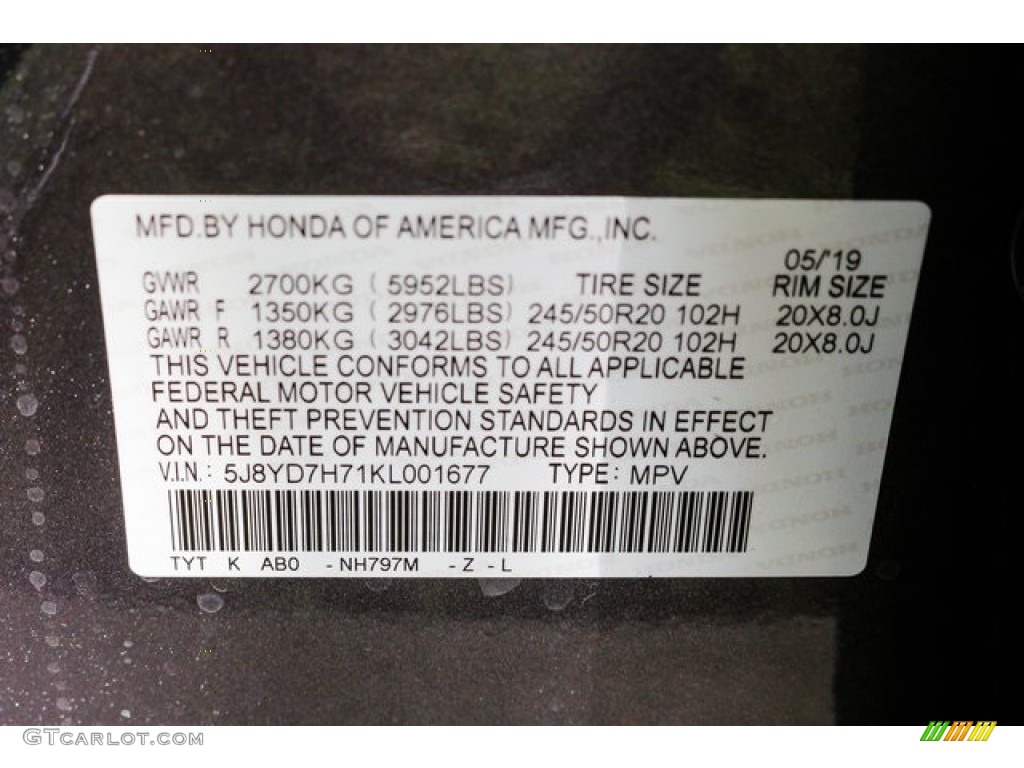 MFD.BY HONDA OF AMERICA MFG.,INC.
05/'19
GVWR 2700KG ( 5952LBS) TIRE SIZE RIM SIZE
GAWR F 1350KG ( 2976LBS) 245/50R20 102H 20X8.0J
GAWR R 1380KG ( 3042LBS) 245/50R20 102H 20X8.0J
THIS VEHICLE CONFORMS TO ALL APPLICABLE
FEDERAL MOTOR VEHICLE SAFETY
AND THEFT PREVENTION STANDARDS IN EFFECT
ON THE DATE OF MANUFACTURE SHOWN ABOVE.
V.I.N.: 5J8YD7H71KL001677 TYPE: MPV
TYT K AB0 -NH797M -Z -L
GTCarLot.com